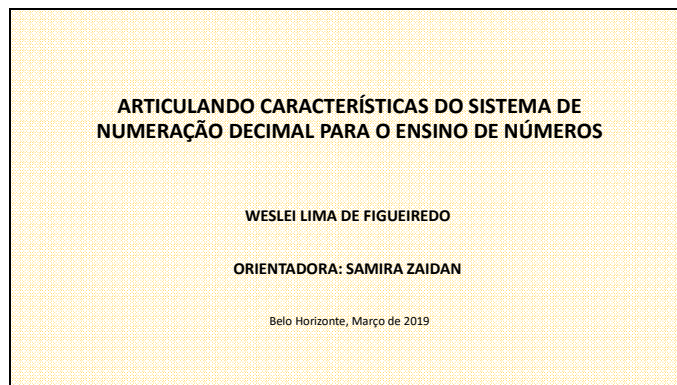 ARTICULANDO CARACTERÍSTICAS DO SISTEMA DE
NUMERAÇÃO DECIMAL PARA O ENSINO DE NÚMEROS
WESLEI LIMA DE FIGUEIREDO
ORIENTADORA: SAMIRA ZAIDAN
Belo Horizonte, Março de 2019